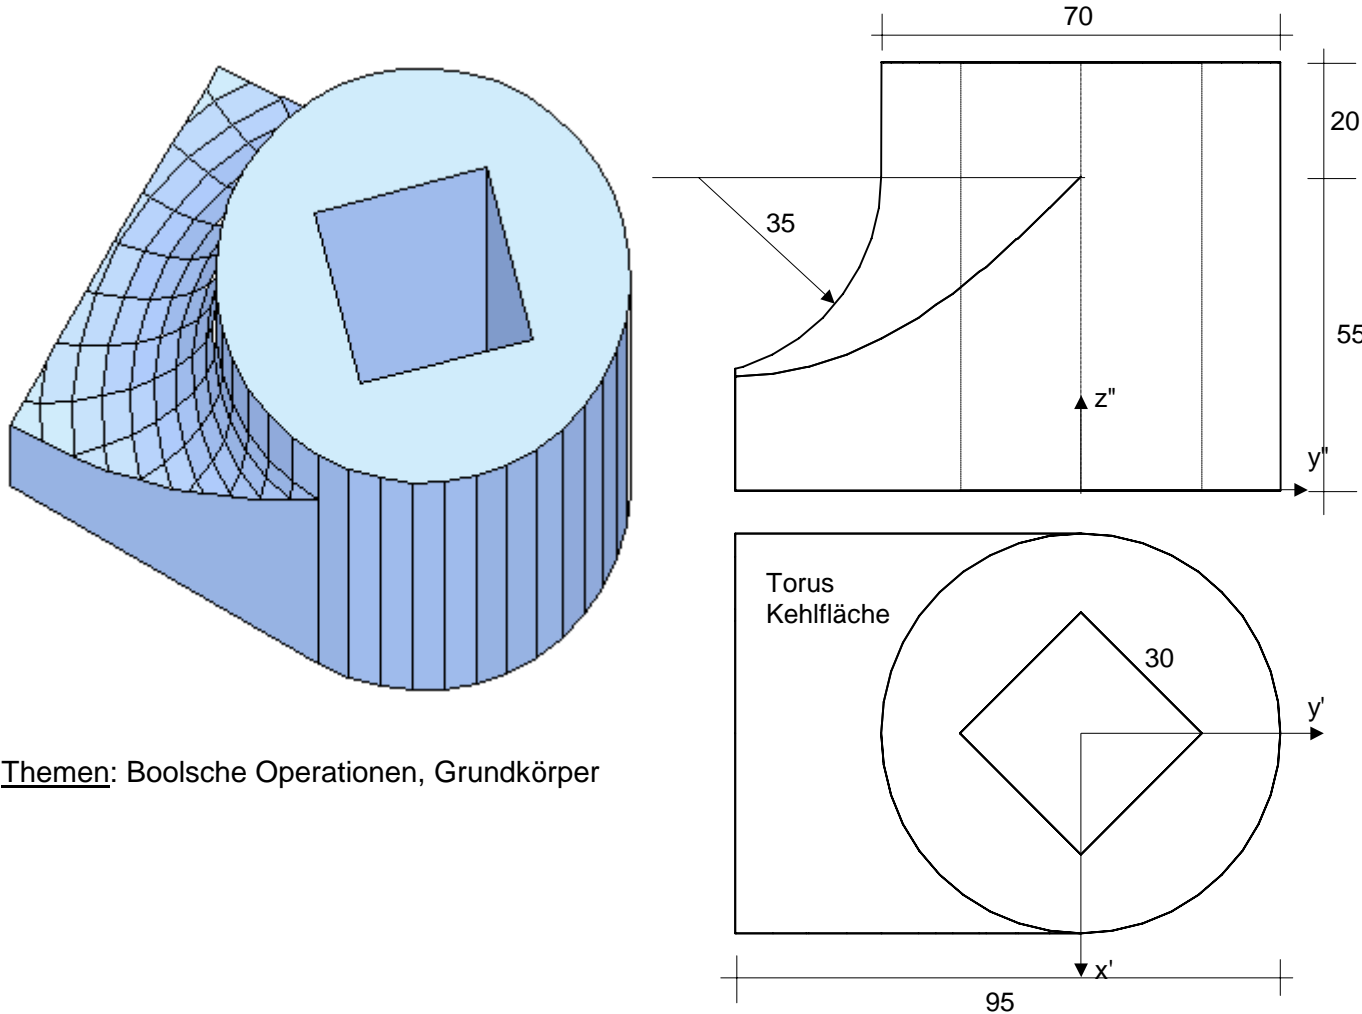 70
20
35
55
z"
y"
Torus
Kehlfläche
30
y'
x'
95
Themen: Boolsche Operationen, Grundkörper